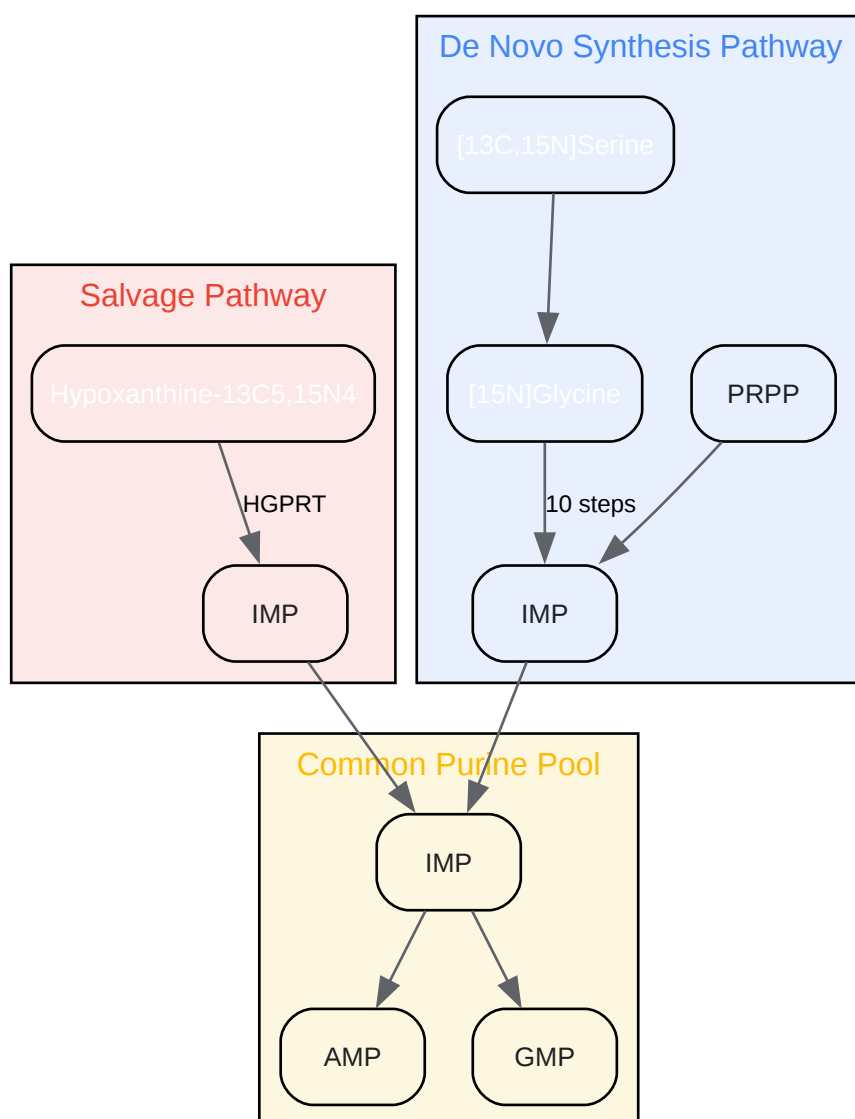 De Novo Synthesis Pathway
[13C,15N]Serine
Salvage Pathway
Hypoxanthine-13C5,15N4
[15N]Glycine
PRPP
HGPRT
10 steps
IMP
IMP
Common Purine Pool
IMP
AMP
GMP